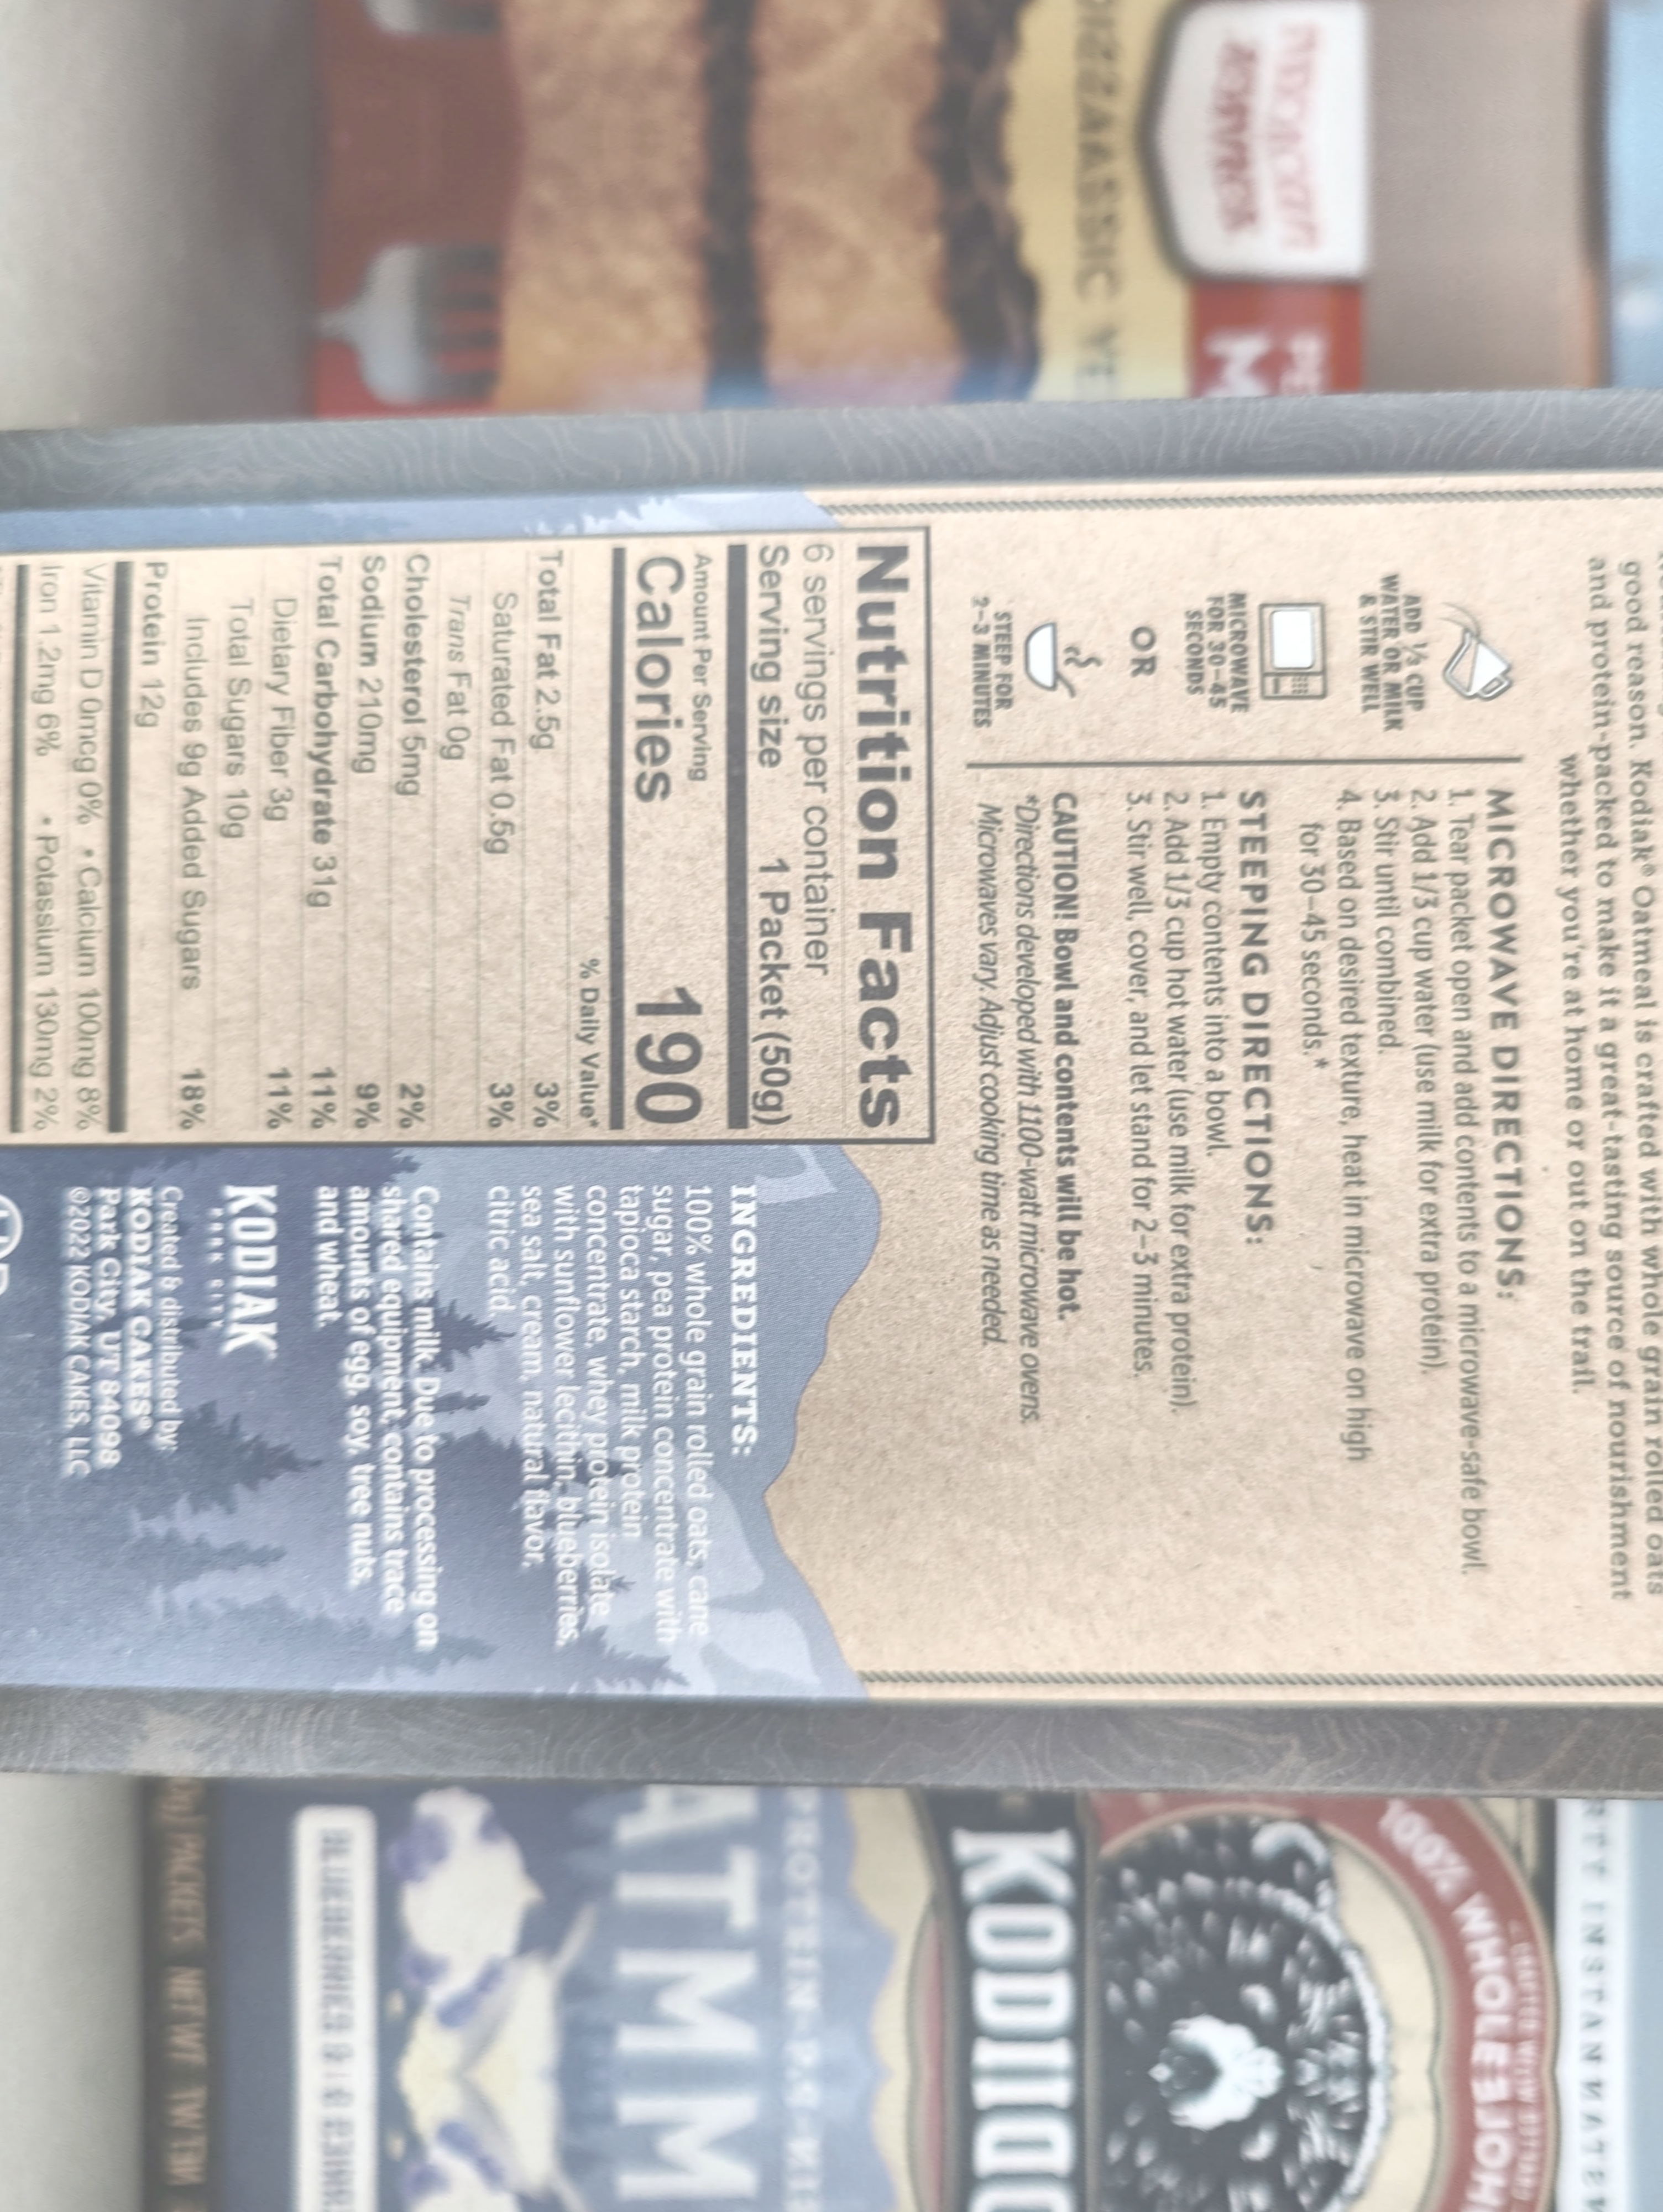 good reason. Kodiak® Oatmeal is crafted with whole grain rolled oats
and protein-packed to make it a great-tasting source of nourishment
whether you're at home or out on the trail.
ADD 1/3 CUP
WATER OR MILK
& STIR WELL
MICROWAVE
FOR 30–45
SECONDS
OR
STEEP FOR
2–3 MINUTES
MICROWAVE DIRECTIONS:
1. Tear packet open and add contents to a microwave-safe bowl.
2. Add 1/3 cup water (use milk for extra protein).
3. Stir until combined.
4. Based on desired texture, heat in microwave on high
for 30–45 seconds.*
STEEPING DIRECTIONS:
1. Empty contents into a bowl.
2. Add 1/3 cup hot water (use milk for extra protein).
3. Stir well, cover, and let stand for 2–3 minutes.
CAUTION! Bowl and contents will be hot.
*Directions developed with 1100-watt microwave ovens.
Microwaves vary. Adjust cooking time as needed.
Nutrition Facts
6 servings per container
Serving size 1 Packet (50g)
Amount Per Serving
Calories 190
% Daily Value*
Total Fat 2.5g 3%
Saturated Fat 0.5g 3%
Trans Fat 0g
Cholesterol 5mg 2%
Sodium 210mg 9%
Total Carbohydrate 31g 11%
Dietary Fiber 3g 11%
Total Sugars 10g
Includes 9g Added Sugars 18%
Protein 12g
Vitamin D 0mcg 0% • Calcium 100mg 8%
Iron 1.2mg 6% • Potassium 130mg 2%
INGREDIENTS:
100% whole grain rolled oats, cane
sugar, pea protein concentrate with
tapioca starch, milk protein
concentrate, whey protein isolate
with sunflower lecithin, blueberries,
sea salt, cream, natural flavor,
citric acid.
Contains milk. Due to processing on
shared equipment, contains trace
amounts of egg, soy, tree nuts,
and wheat.
KODIAK
PARK CITY
Created & distributed by:
KODIAK CAKES®
Park City, UT 84098
©2022 KODIAK CAKES, LLC
100%